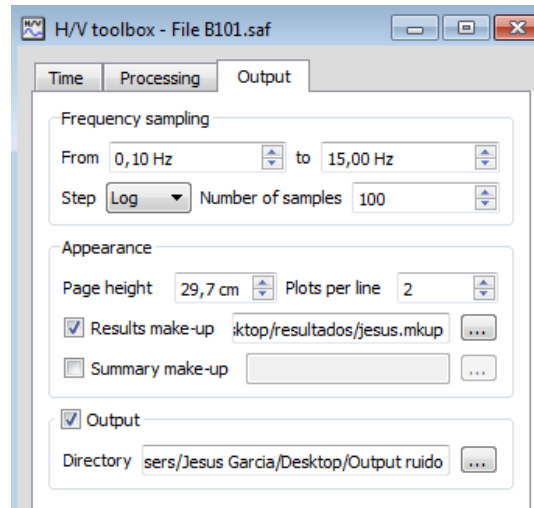 H/V toolbox - File B101.saf
Time Processing Output
Frequency sampling
From 0,10 Hz to 15,00 Hz
Step Log Number of samples 100
Appearance
Page height 29,7 cm Plots per line 2
Results make-up ktop/resultados/jesus.mkup ...
Summary make-up ...
Output
Directory sers/Jesus Garcia/Desktop/Output ruido ...